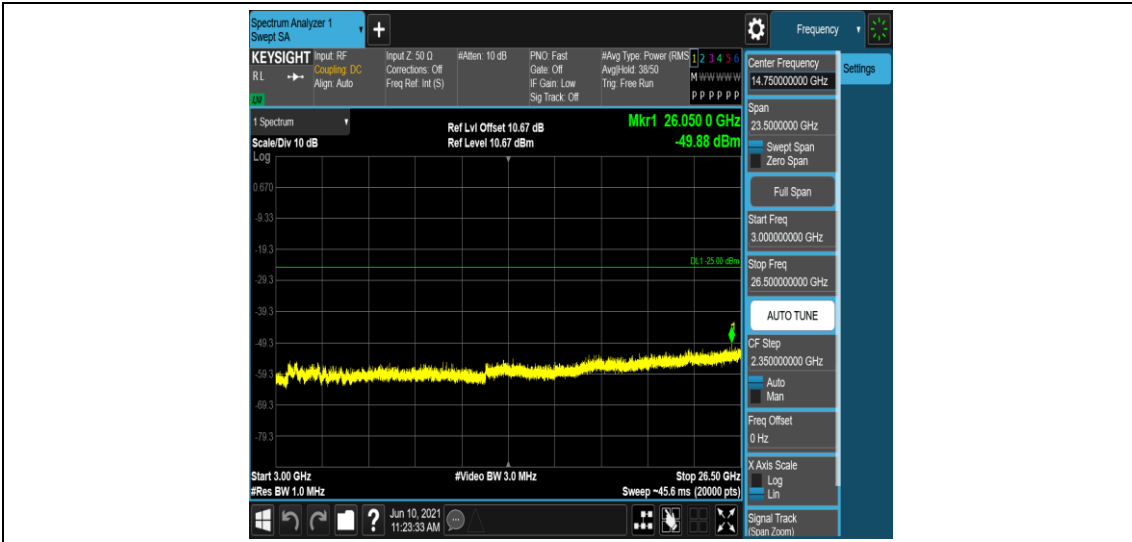 Spectrum Analyzer 1
Swept SA
+
Frequency
KEYSIGHT
RL
LXI
Input: RF
Coupling: DC
Align: Auto
Input Z: 50 Ω
Corrections: Off
Freq Ref: Int (S)
#Atten: 10 dB
PNO: Fast
Gate: Off
IF Gain: Low
Sig Track: Off
#Avg Type: Power (RMS
Avg|Hold: 38/50
Trig: Free Run
1 2 3 4 5 6
M W W W W W
P P P P P P
1 Spectrum
Scale/Div 10 dB
Log
Ref Lvl Offset 10.67 dB
Ref Level 10.67 dBm
Mkr1 26.050 0 GHz
-49.88 dBm
0.670
-9.33
-19.3
DL1 -25.00 dBm
-29.3
-39.3
1
-49.3
-59.3
-69.3
-79.3
Start 3.00 GHz
#Res BW 1.0 MHz
#Video BW 3.0 MHz
Stop 26.50 GHz
Sweep ~45.6 ms (20000 pts)
?
Jun 10, 2021
11:23:33 AM
Center Frequency
14.750000000 GHz
Settings
Span
23.5000000 GHz
Swept Span
Zero Span
Full Span
Start Freq
3.000000000 GHz
Stop Freq
26.500000000 GHz
AUTO TUNE
CF Step
2.350000000 GHz
Auto
Man
Freq Offset
0 Hz
X Axis Scale
Log
Lin
Signal Track
(Span Zoom)